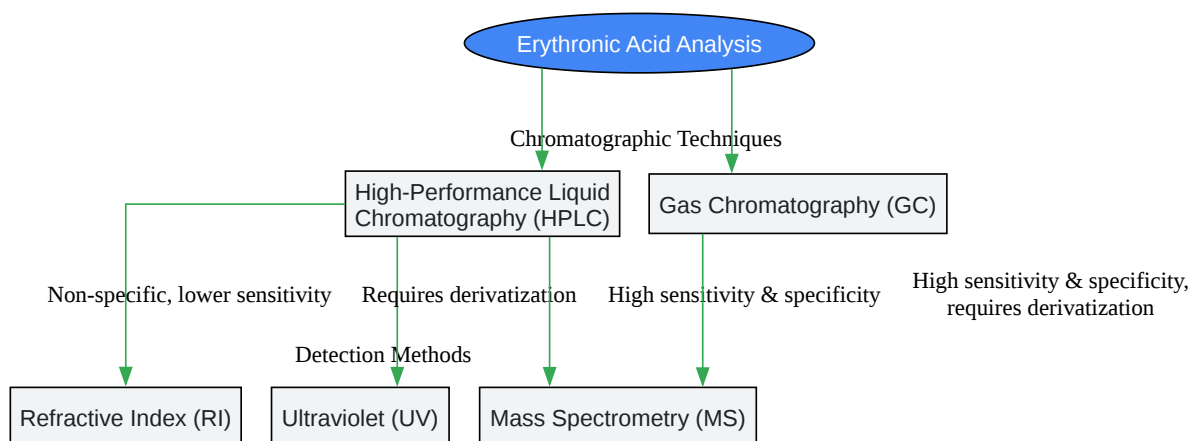 Erythronic Acid Analysis
Chromatographic Techniques
High-Performance Liquid
Chromatography (HPLC)
Gas Chromatography (GC)
Non-specific, lower sensitivity
Requires derivatization
High sensitivity & specificity
High sensitivity & specificity,
requires derivatization
Detection Methods
Refractive Index (RI)
Ultraviolet (UV)
Mass Spectrometry (MS)